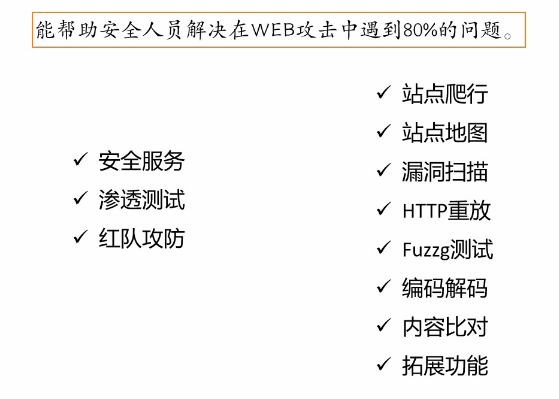 能帮助安全人员解决在WEB攻击中遇到80%的问题。
✓ 安全服务
✓ 渗透测试
✓ 红队攻防
✓ 站点爬行
✓ 站点地图
✓ 漏洞扫描
✓ HTTP重放
✓ Fuzzg测试
✓ 编码解码
✓ 内容比对
✓ 拓展功能